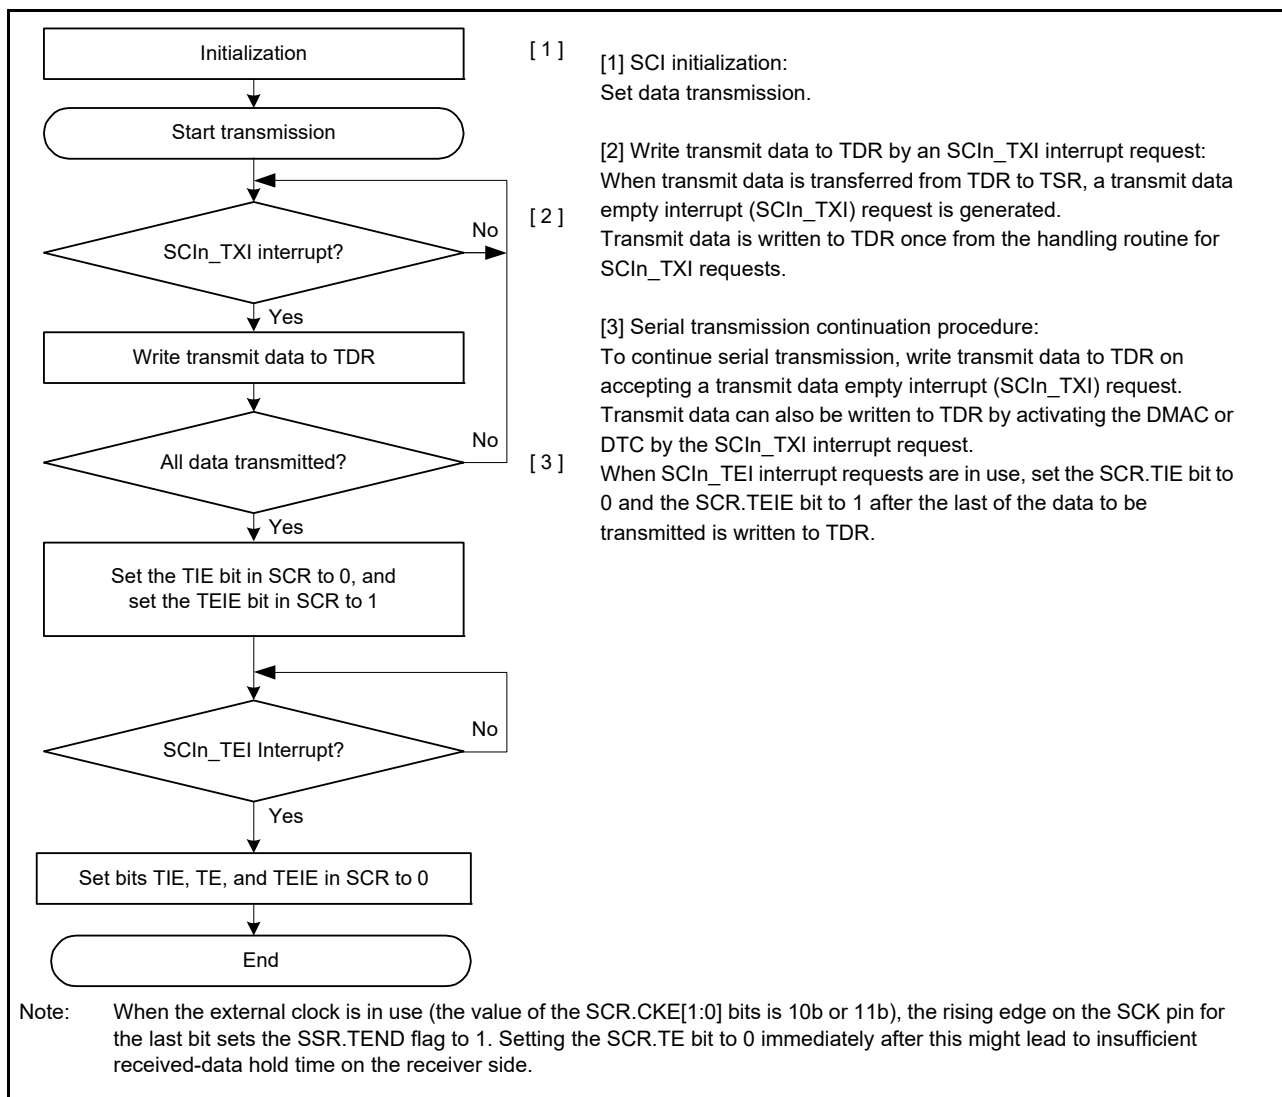 Initialization
[ 1 ]
[1] SCI initialization:
Set data transmission.
Start transmission
[2] Write transmit data to TDR by an SCIn_TXI interrupt request:
When transmit data is transferred from TDR to TSR, a transmit data
empty interrupt (SCIn_TXI) request is generated.
Transmit data is written to TDR once from the handling routine for
SCIn_TXI requests.
[ 2 ]
No
SCIn_TXI interrupt?
Yes
Write transmit data to TDR
[3] Serial transmission continuation procedure:
To continue serial transmission, write transmit data to TDR on
accepting a transmit data empty interrupt (SCIn_TXI) request.
Transmit data can also be written to TDR by activating the DMAC or
DTC by the SCIn_TXI interrupt request.
When SCIn_TEI interrupt requests are in use, set the SCR.TIE bit to
0 and the SCR.TEIE bit to 1 after the last of the data to be
transmitted is written to TDR.
No
All data transmitted?
[ 3 ]
Yes
Set the TIE bit in SCR to 0, and
set the TEIE bit in SCR to 1
No
SCIn_TEI Interrupt?
Yes
Set bits TIE, TE, and TEIE in SCR to 0
End
Note: When the external clock is in use (the value of the SCR.CKE[1:0] bits is 10b or 11b), the rising edge on the SCK pin for
the last bit sets the SSR.TEND flag to 1. Setting the SCR.TE bit to 0 immediately after this might lead to insufficient
received-data hold time on the receiver side.